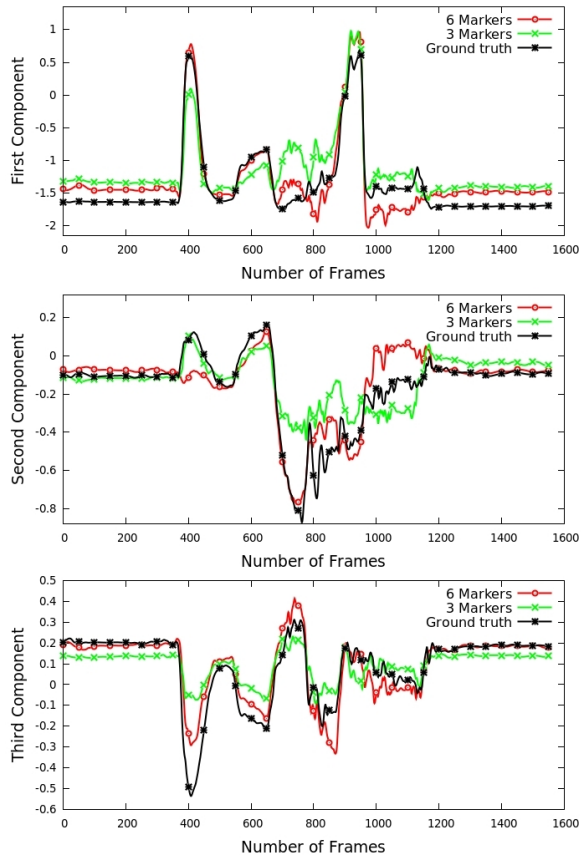 6 Markers
3 Markers
Ground truth
1
0.5
0
-0.5
-1
-1.5
-2
First Component
0 200 400 600 800 1000 1200 1400 1600
Number of Frames
6 Markers
3 Markers
Ground truth
0.2
0
-0.2
-0.4
-0.6
-0.8
Second Component
0 200 400 600 800 1000 1200 1400 1600
Number of Frames
6 Markers
3 Markers
Ground truth
0.5
0.4
0.3
0.2
0.1
0
-0.1
-0.2
-0.3
-0.4
-0.5
-0.6
Third Component
0 200 400 600 800 1000 1200 1400 1600
Number of Frames